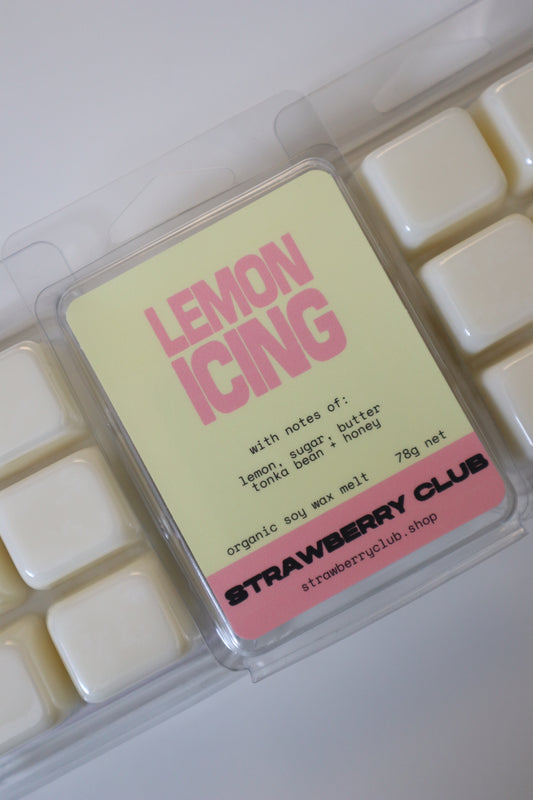 LEMON
ICING
with notes of:
lemon, sugar, butter
tonka bean + honey
organic soy wax melt 78g net
STRAWBERRY CLUB
strawberryclub.shop